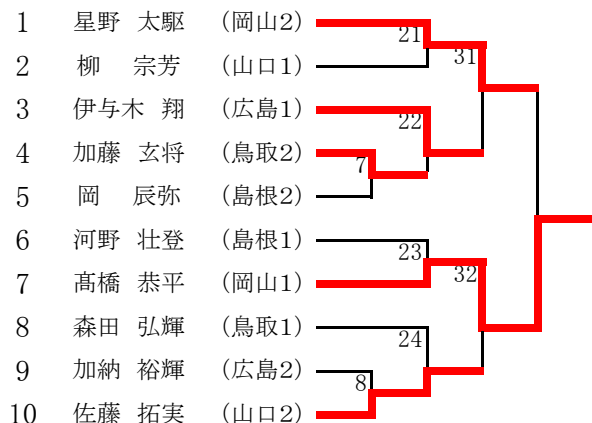 1 星野 太駆 (岡山2)
21
31
2 柳 宗芳 (山口1)
3 伊与木 翔 (広島1)
22
4 加藤 玄将 (鳥取2)
7
5 岡 辰弥 (島根2)
6 河野 壮登 (島根1)
23
7 髙橋 恭平 (岡山1)
32
8 森田 弘輝 (鳥取1)
24
9 加納 裕輝 (広島2)
8
10 佐藤 拓実 (山口2)